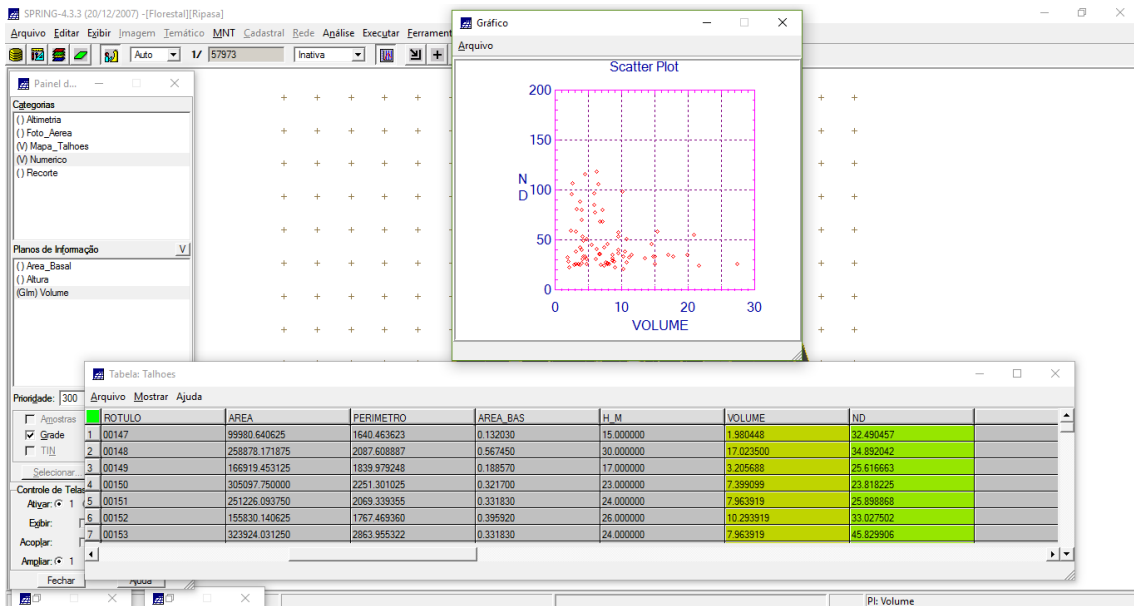 SPRING-4.3.3 (20/12/2007) -[Florestal][Ripasa]
Arquivo Editar Exibir Imagem Temático MNT Cadastral Rede Análise Executar Ferrament
Auto 1/ 57973 Inativa
Painel d...
Categorias
( ) Altimetria
( ) Foto_Aerea
(V) Mapa_Talhoes
(V) Numerico
( ) Recorte
Planos de Informação V
( ) Area_Basal
( ) Altura
(Glm) Volume
Prioridade: 300
Amostras
Grade
TIN
Selecionar...
Controle de Telas
Ativar: 1
Exibir:
Acoplar:
Ampliar: 1
Fechar
Ajuda
Gráfico
Arquivo
Scatter Plot
200
150
100
50
0
ND
0 10 20 30
VOLUME
Tabela: Talhoes
Arquivo Mostrar Ajuda
ROTULO AREA PERIMETRO AREA_BAS H_M VOLUME ND
1 00147 99980.640625 1640.463623 0.132030 15.000000 1.980448 32.490457
2 00148 258878.171875 2087.608887 0.567450 30.000000 17.023500 34.892042
3 00149 166919.453125 1839.979248 0.188570 17.000000 3.205688 25.616663
4 00150 305097.750000 2251.301025 0.321700 23.000000 7.399099 23.818225
5 00151 251226.093750 2069.339355 0.331830 24.000000 7.963919 25.898868
6 00152 155830.140625 1767.469360 0.395920 26.000000 10.293919 33.027502
7 00153 323924.031250 2863.955322 0.331830 24.000000 7.963919 45.829906
PI: Volume